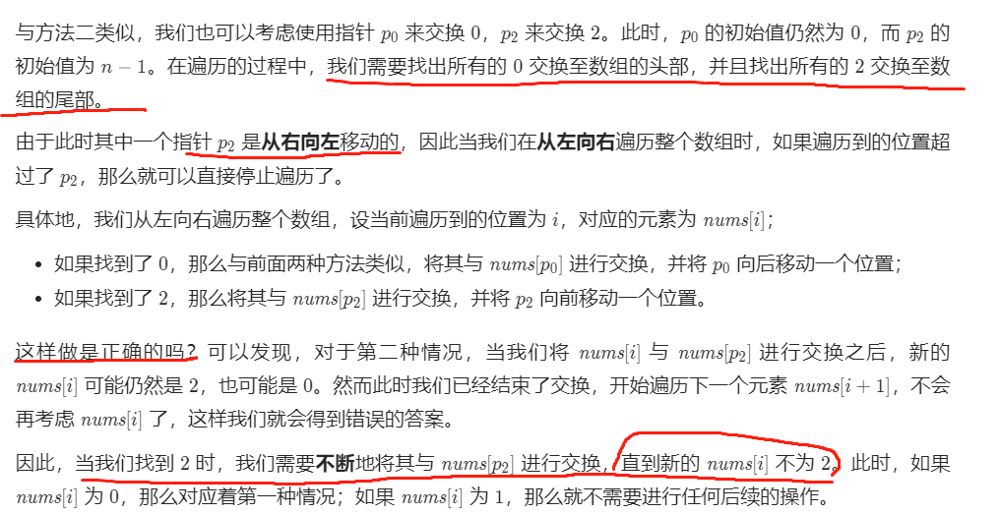 与方法二类似，我们也可以考虑使用指针 p₀ 来交换 0，p₂ 来交换 2。此时，p₀ 的初始值仍然为 0，而 p₂ 的
初始值为 n − 1。在遍历的过程中，我们需要找出所有的 0 交换至数组的头部，并且找出所有的 2 交换至数
组的尾部。
由于此时其中一个指针 p₂ 是从右向左移动的，因此当我们在从左向右遍历整个数组时，如果遍历到的位置超
过了 p₂，那么就可以直接停止遍历了。
具体地，我们从左向右遍历整个数组，设当前遍历到的位置为 i，对应的元素为 nums[i]；
• 如果找到了 0，那么与前面两种方法类似，将其与 nums[p₀] 进行交换，并将 p₀ 向后移动一个位置；
• 如果找到了 2，那么将其与 nums[p₂] 进行交换，并将 p₂ 向前移动一个位置。
这样做是正确的吗？可以发现，对于第二种情况，当我们将 nums[i] 与 nums[p₂] 进行交换之后，新的
nums[i] 可能仍然是 2，也可能是 0。然而此时我们已经结束了交换，开始遍历下一个元素 nums[i + 1]，不会
再考虑 nums[i] 了，这样我们就会得到错误的答案。
因此，当我们找到 2 时，我们需要不断地将其与 nums[p₂] 进行交换，直到新的 nums[i] 不为 2。此时，如果
nums[i] 为 0，那么对应着第一种情况；如果 nums[i] 为 1，那么就不需要进行任何后续的操作。